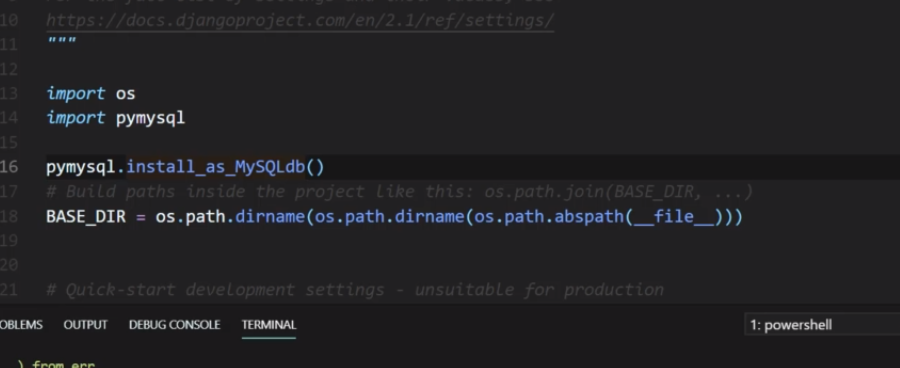 10 https://docs.djangoproject.com/en/2.1/ref/settings/
11 """
12
13 import os
14 import pymysql
15
16 pymysql.install_as_MySQLdb()
17 # Build paths inside the project like this: os.path.join(BASE_DIR, ...)
18 BASE_DIR = os.path.dirname(os.path.dirname(os.path.abspath(__file__)))
19
20
21 # Quick-start development settings - unsuitable for production
OBLEMS OUTPUT DEBUG CONSOLE TERMINAL 1: powershell
) from err